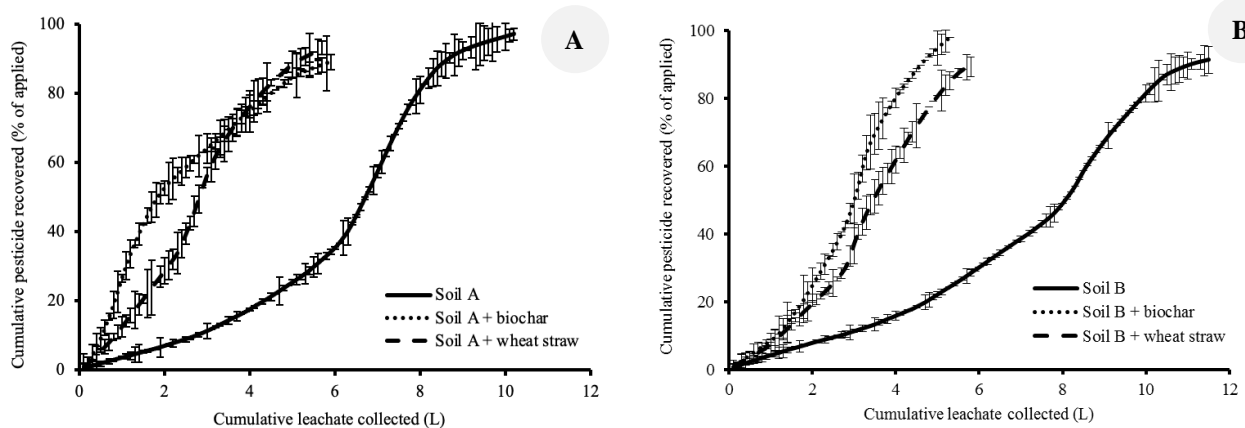 A
Cumulative pesticide recovered (% of applied)
100
80
60
40
20
0
Soil A
Soil A + biochar
Soil A + wheat straw
0 2 4 6 8 10 12
Cumulative leachate collected (L)
B
Cumulative pesticide recovered (% of applied)
100
80
60
40
20
0
Soil B
Soil B + biochar
Soil B + wheat straw
0 2 4 6 8 10 12
Cumulative leachate collected (L)